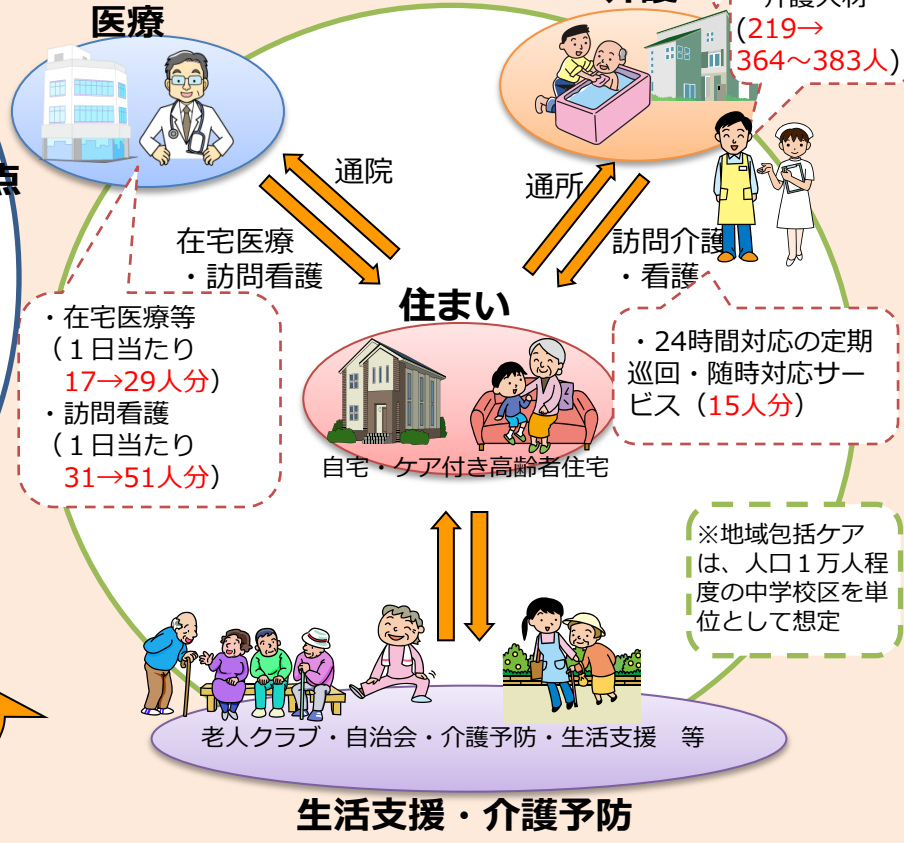 医療
介護
介護人材
(219→
364～383人)
点
通院
通所
在宅医療
・訪問看護
訪問介護
・看護
住まい
・在宅医療等
（１日当たり
17→29人分）
・訪問看護
（１日当たり
31→51人分）
・24時間対応の定期
巡回・随時対応サー
ビス（15人分）
自宅・ケア付き高齢者住宅
※地域包括ケア
は、人口１万人程
度の中学校区を単
位として想定
老人クラブ・自治会・介護予防・生活支援　等
生活支援・介護予防